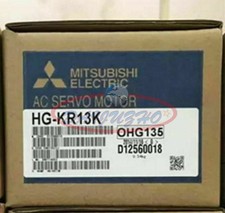 MITSUBISHI
ELECTRIC
AC SERVO MOTOR
HG-KR13K
OHG135
D12560018